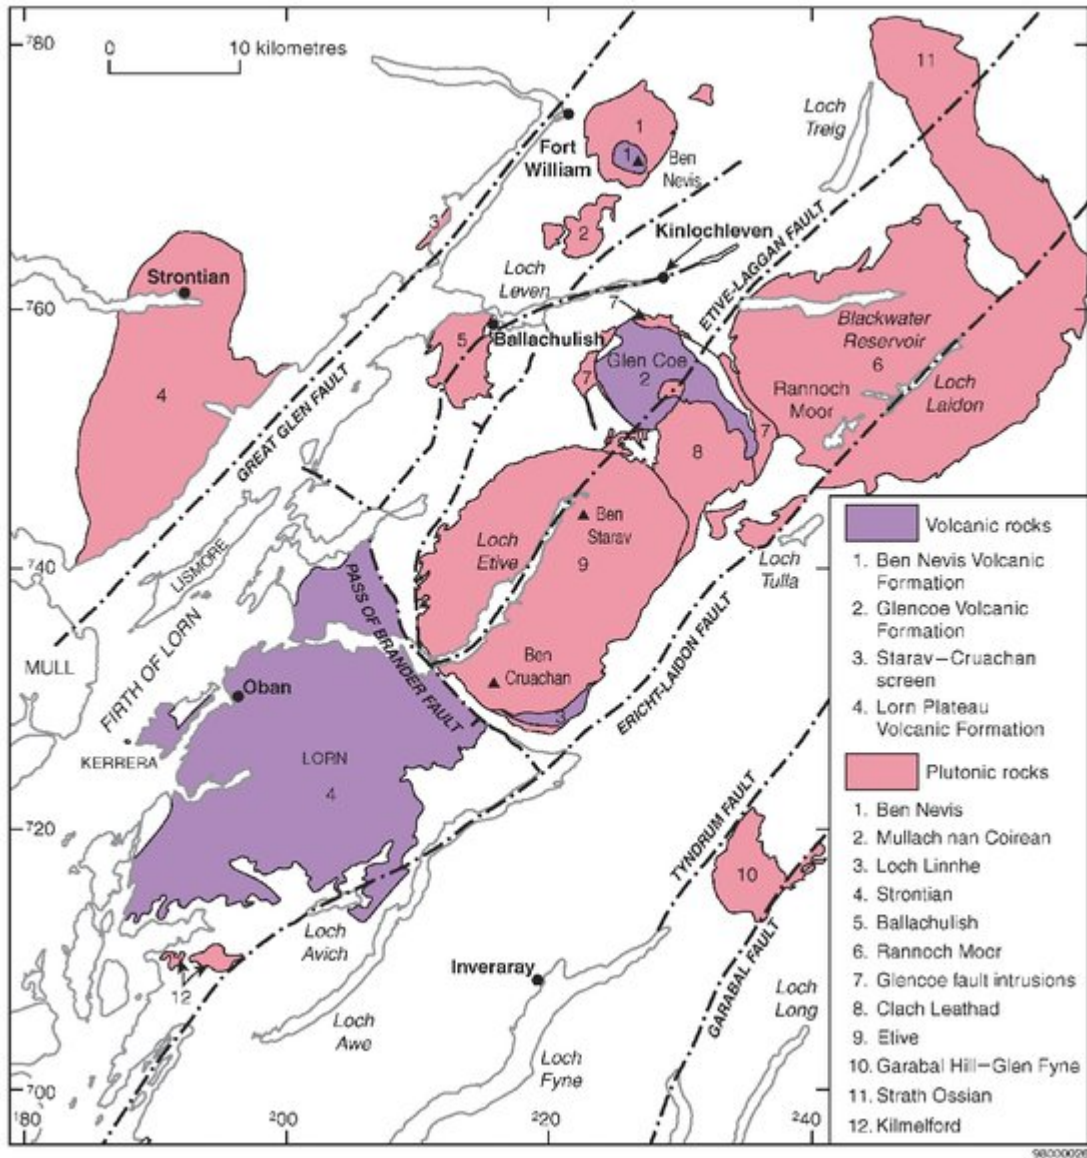 780
0
10 kilometres
11
Loch
Treig
1
Fort
William
1
Ben
Nevis
3
2
Kinlochleven
Strontian
Loch
Leven
ETIVE-LAGGAN FAULT
760
7
Ballachulish
5
Blackwater
Reservoir
6
Glen Coe
2
7
4
Rannoch
Moor
Loch
Laidon
GREAT GLEN FAULT
7
8
Ben
Starav
Loch
Etive
9
LISMORE
Loch
Tulla
740
PASS OF BRANDER FAULT
MULL
FIRTH OF LORN
Ben
Cruachan
ERICHT-LAIDON FAULT
Oban
3
KERRERA
LORN
4
720
TYNDRUM FAULT
10
Loch
Avich
12
Inveraray
GARABAL FAULT
Loch
Long
Loch
Awe
Loch
Fyne
700
180
200
220
240
Volcanic rocks
1. Ben Nevis Volcanic
Formation
2. Glencoe Volcanic
Formation
3. Starav–Cruachan
screen
4. Lorn Plateau
Volcanic Formation
Plutonic rocks
1. Ben Nevis
2. Mullach nan Coirean
3. Loch Linnhe
4. Strontian
5. Ballachulish
6. Rannoch Moor
7. Glencoe fault intrusions
8. Clach Leathad
9. Etive
10. Garabal Hill–Glen Fyne
11. Strath Ossian
12. Kilmelford